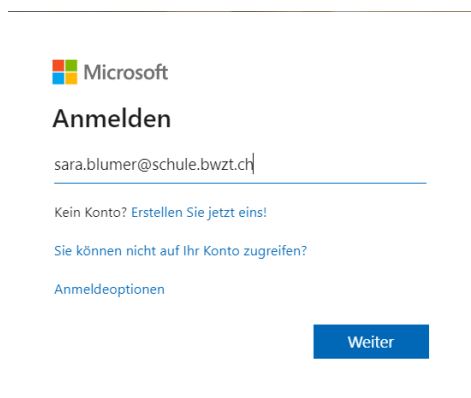 Microsoft
Anmelden
sara.blumer@schule.bwzt.ch
Kein Konto? Erstellen Sie jetzt eins!
Sie können nicht auf Ihr Konto zugreifen?
Anmeldeoptionen
Weiter